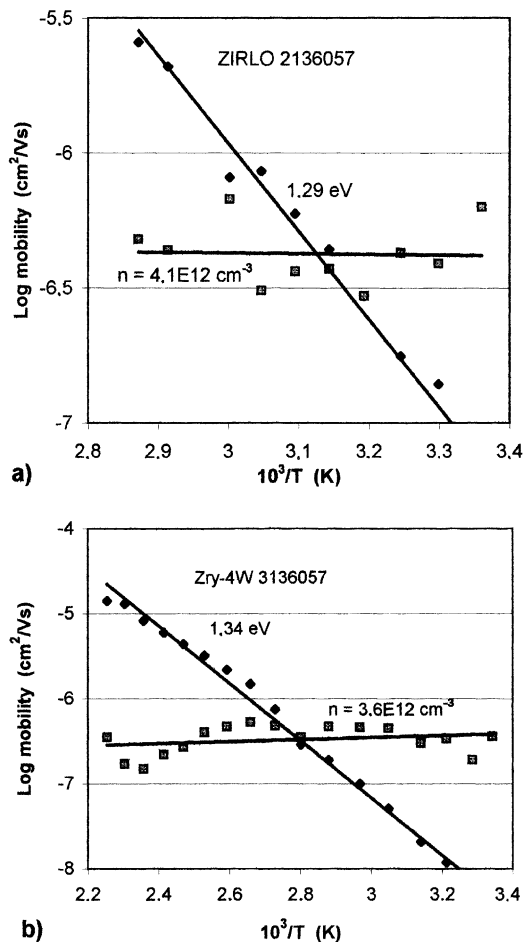 -5.5
ZIRLO 2136057
-6
1.29 eV
n = 4.1E12 cm⁻³
-6.5
-7
2.8 2.9 3 3.1 3.2 3.3 3.4
Log mobility (cm²/Vs)
10³/T (K)
a)
-4
Zry-4W 3136057
-5
1.34 eV
-6
n = 3.6E12 cm⁻³
-7
-8
2.2 2.4 2.6 2.8 3 3.2 3.4
Log mobility (cm²/Vs)
10³/T (K)
b)